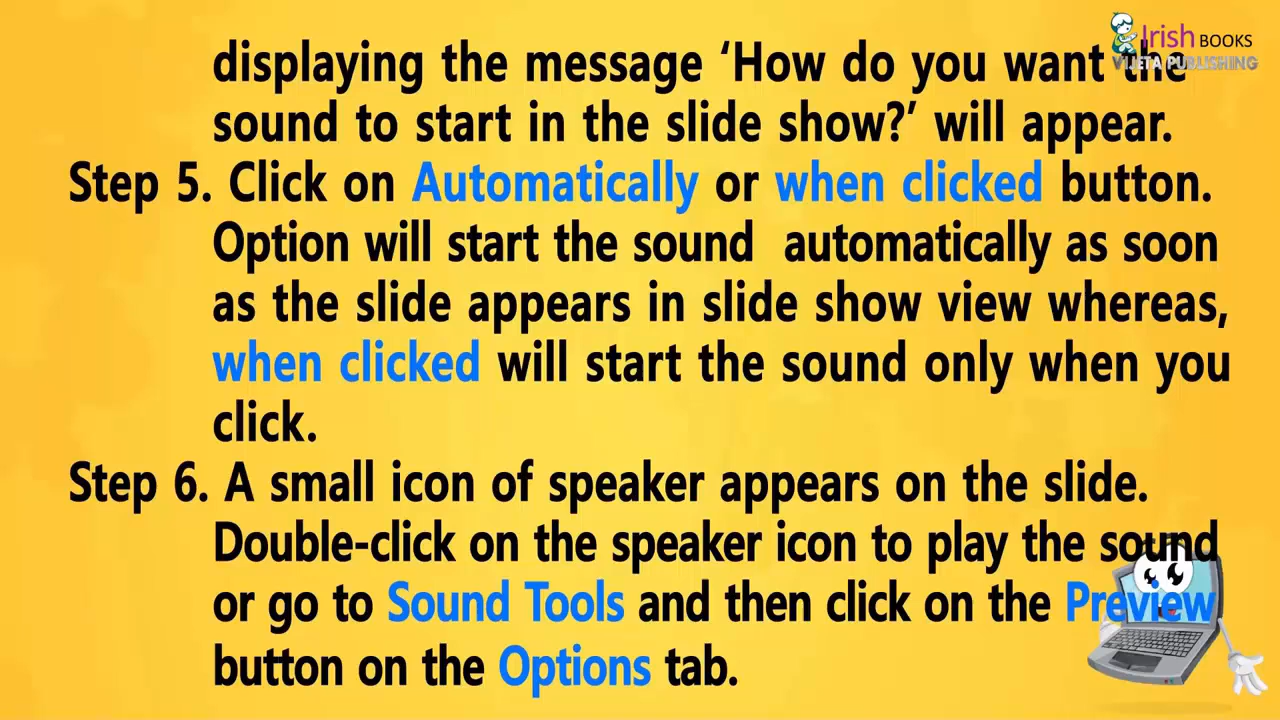 Irish BOOKS
VIJETA PUBLISHING
displaying the message ‘How do you want the
sound to start in the slide show?’ will appear.
Step 5. Click on Automatically or when clicked button.
Option will start the sound automatically as soon
as the slide appears in slide show view whereas,
when clicked will start the sound only when you
click.
Step 6. A small icon of speaker appears on the slide.
Double-click on the speaker icon to play the sound
or go to Sound Tools and then click on the Preview
button on the Options tab.